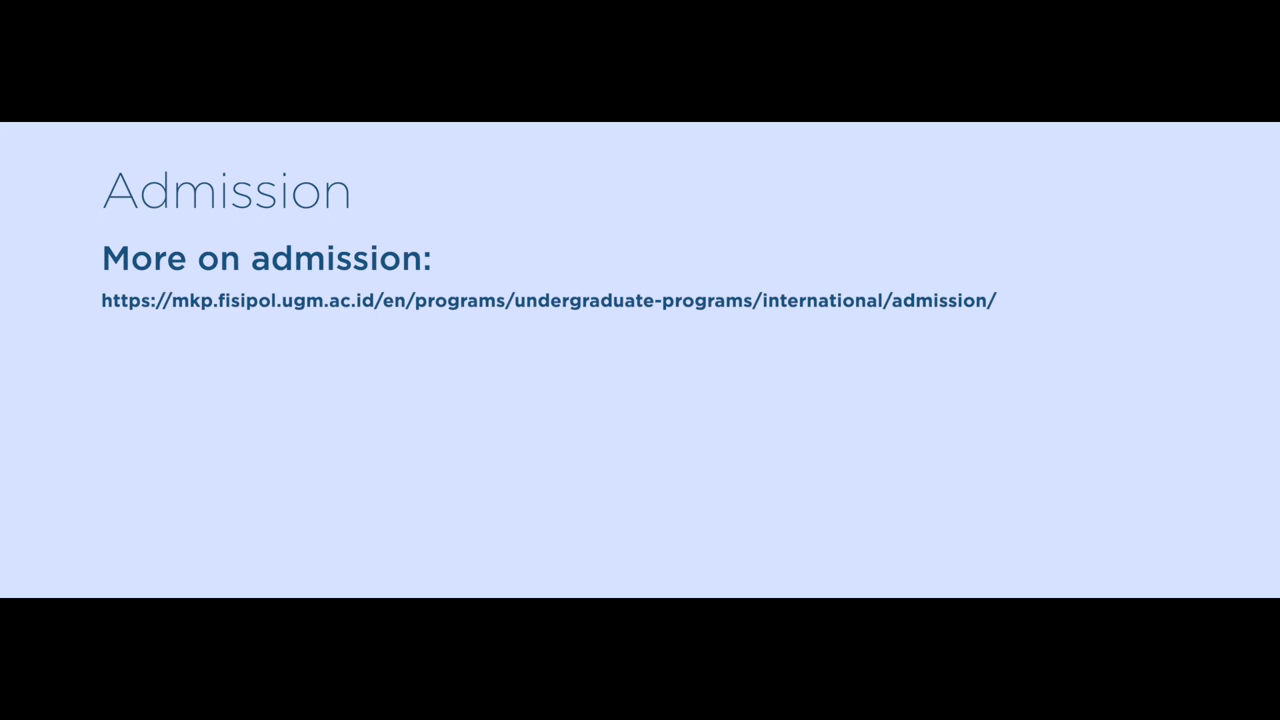 Admission
More on admission:
https://mkp.fisipol.ugm.ac.id/en/programs/undergraduate-programs/international/admission/